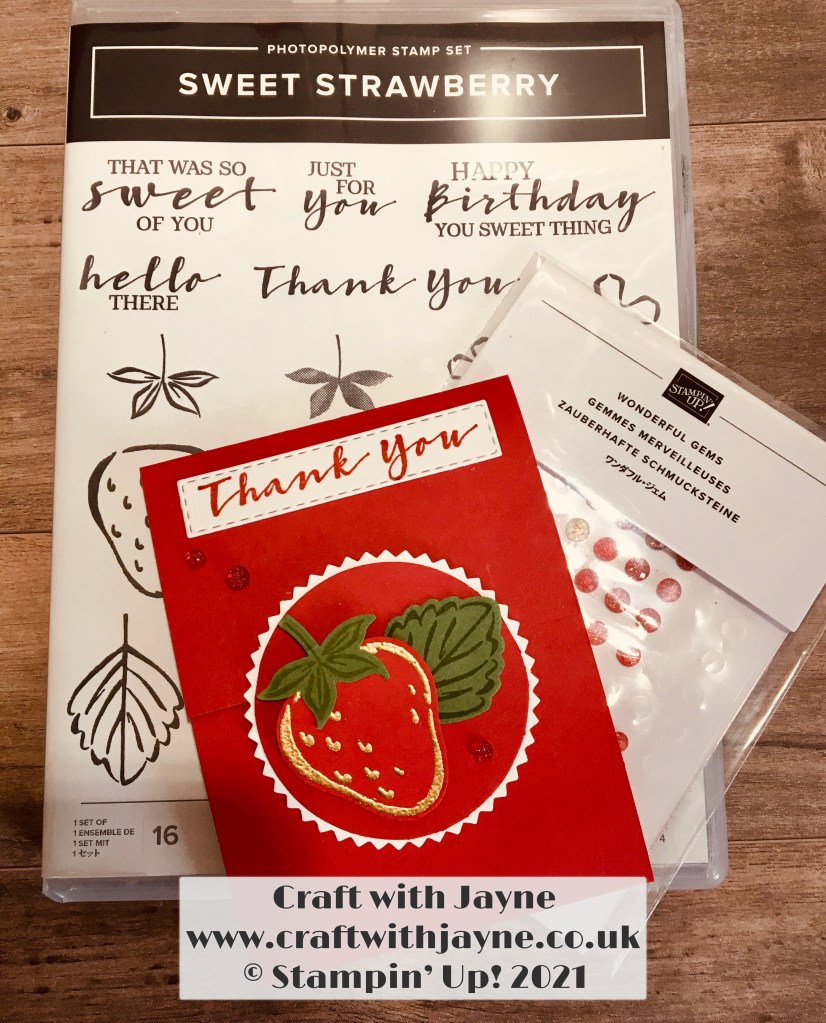 PHOTOPOLYMER STAMP SET
SWEET STRAWBERRY
THAT WAS SO
sweet
OF YOU
JUST
FOR
you
HAPPY
Birthday
YOU SWEET THING
hello
THERE
Thank You
STAMPIN' UP!
WONDERFUL GEMS
GEMMES MERVEILLEUSES
ZAUBERHAFTE SCHMUCKSTEINE
ワンダフル・ジェム
Thank You
1 SET OF
1 ENSEMBLE DE
1 SET MIT
1 セット
16
4
Craft with Jayne
www.craftwithjayne.co.uk
© Stampin' Up! 2021